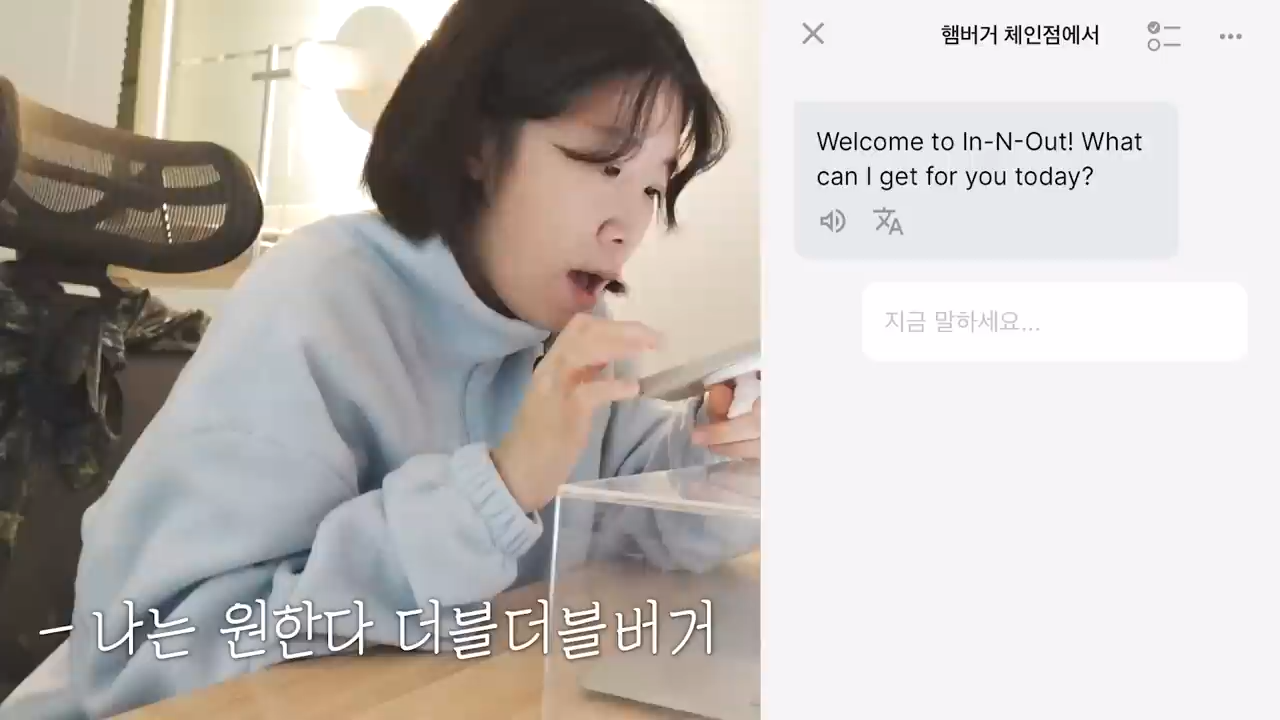 햄버거 체인점에서
Welcome to In-N-Out! What
can I get for you today?
지금 말하세요...
- 나는 원한다 더블더블버거